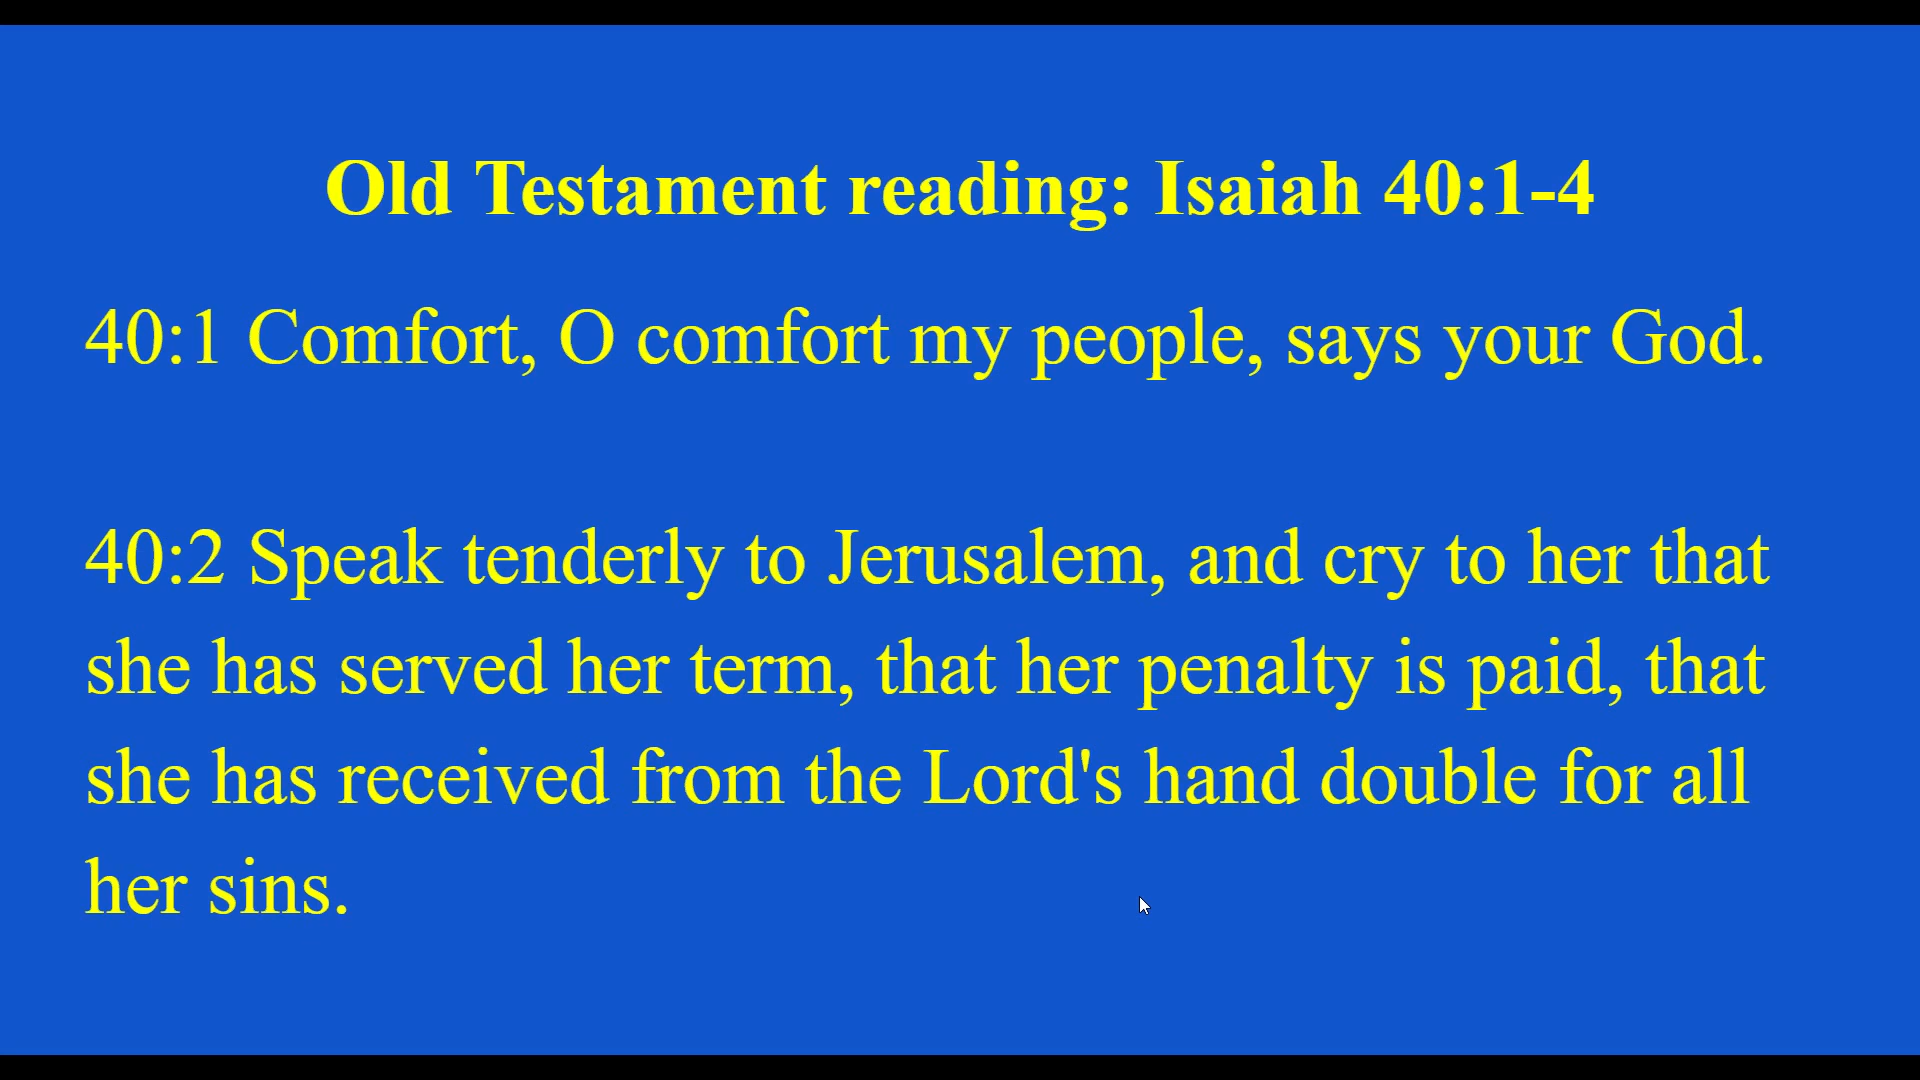 Old Testament reading: Isaiah 40:1-4
40:1 Comfort, O comfort my people, says your God.
40:2 Speak tenderly to Jerusalem, and cry to her that
she has served her term, that her penalty is paid, that
she has received from the Lord's hand double for all
her sins.